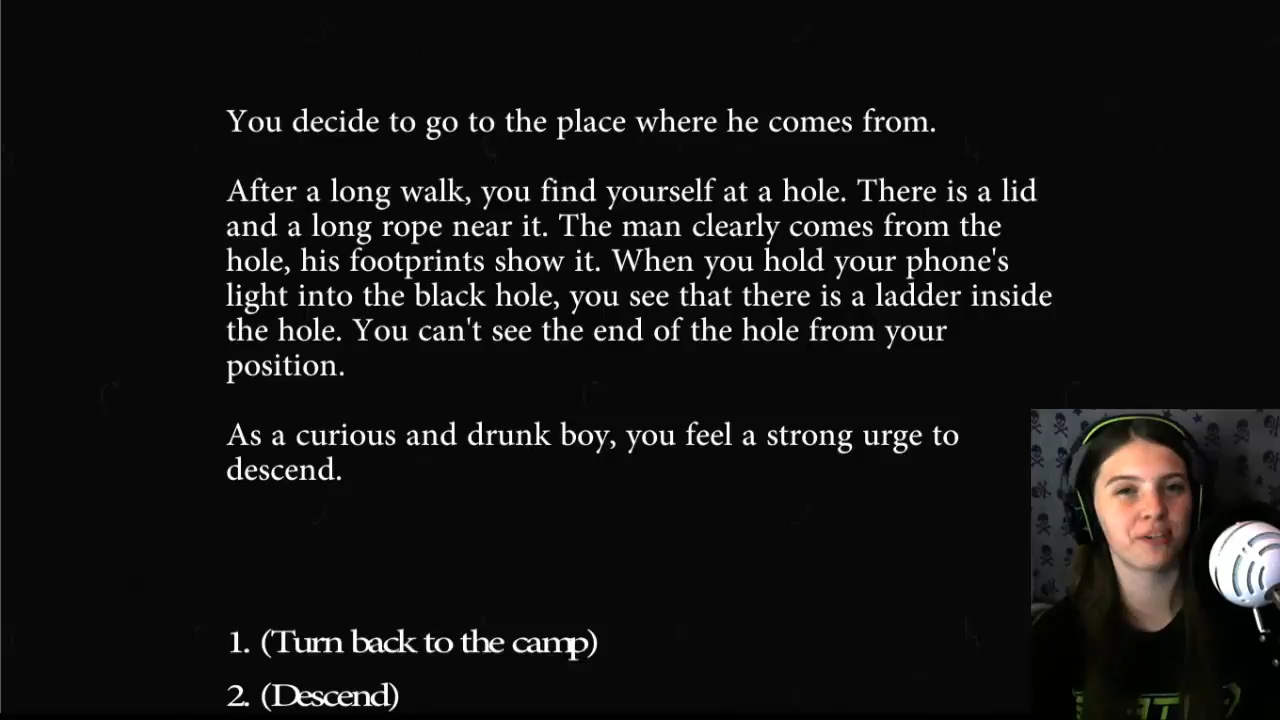 You decide to go to the place where he comes from.
After a long walk, you find yourself at a hole. There is a lid
and a long rope near it. The man clearly comes from the
hole, his footprints show it. When you hold your phone's
light into the black hole, you see that there is a ladder inside
the hole. You can't see the end of the hole from your
position.
As a curious and drunk boy, you feel a strong urge to
descend.
1. (Turn back to the camp)
2. (Descend)